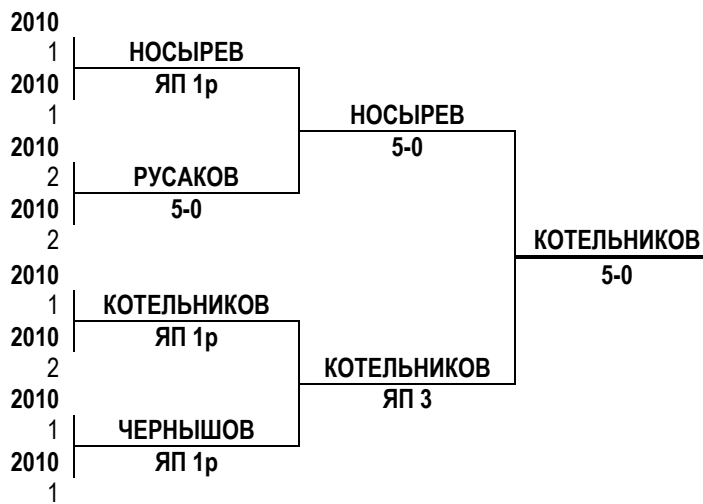 2010
1
НОСЫРЕВ
2010
ЯП 1р
1
НОСЫРЕВ
2010
5-0
2
РУСАКОВ
2010
5-0
2
КОТЕЛЬНИКОВ
2010
5-0
1
КОТЕЛЬНИКОВ
2010
ЯП 1р
2
КОТЕЛЬНИКОВ
2010
ЯП 3
1
ЧЕРНЫШОВ
2010
ЯП 1р
1